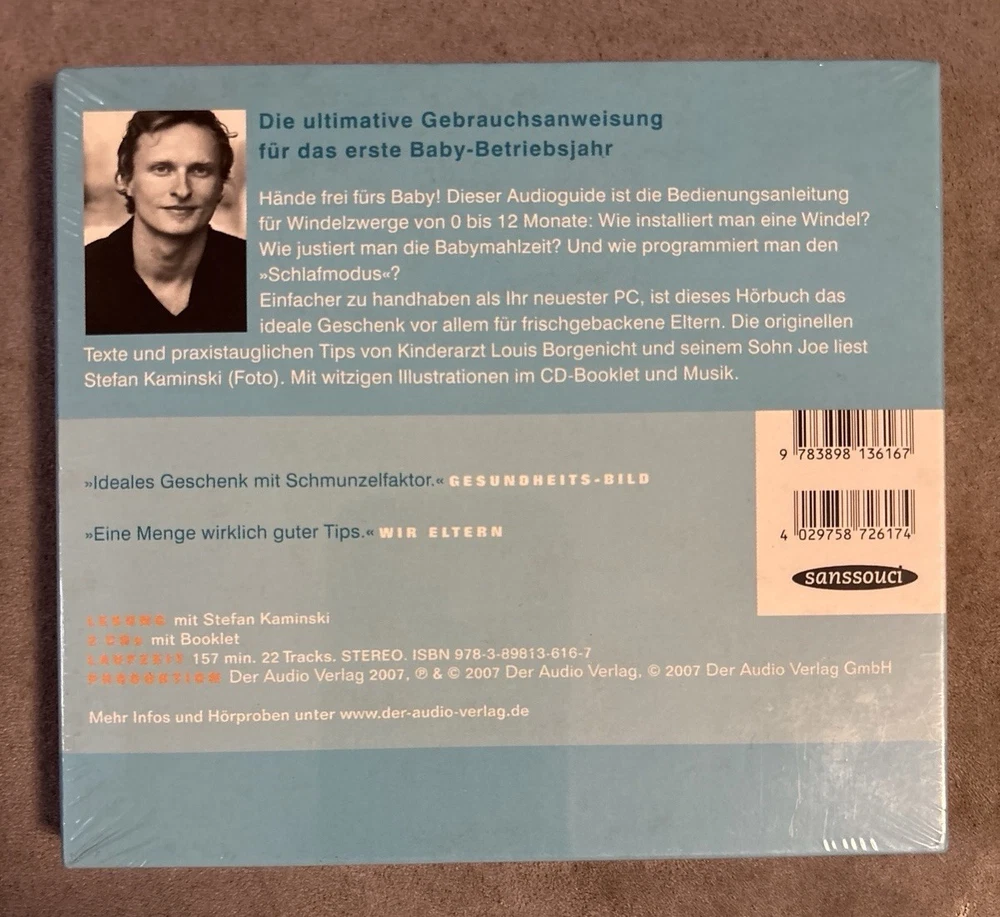 Die ultimative Gebrauchsanweisung
für das erste Baby-Betriebsjahr
Hände frei fürs Baby! Dieser Audioguide ist die Bedienungsanleitung
für Windelzwerge von 0 bis 12 Monate: Wie installiert man eine Windel?
Wie justiert man die Babymahlzeit? Und wie programmiert man den
»Schlafmodus«?
Einfacher zu handhaben als Ihr neuester PC, ist dieses Hörbuch das
ideale Geschenk vor allem für frischgebackene Eltern. Die originellen
Texte und praxistauglichen Tips von Kinderarzt Louis Borgenicht und seinem Sohn Joe liest
Stefan Kaminski (Foto). Mit witzigen Illustrationen im CD-Booklet und Musik.
»Ideales Geschenk mit Schmunzelfaktor.« GESUNDHEITS-BILD
»Eine Menge wirklich guter Tips.« WIR ELTERN
9 783898 136167
4 029758 726174
sanssouci
LESUNG mit Stefan Kaminski
2 CDs mit Booklet
LAUFZEIT 157 min. 22 Tracks. STEREO. ISBN 978-3-89813-616-7
PRODUKTION Der Audio Verlag 2007, ℗ & © 2007 Der Audio Verlag, © 2007 Der Audio Verlag GmbH
Mehr Infos und Hörproben unter www.der-audio-verlag.de